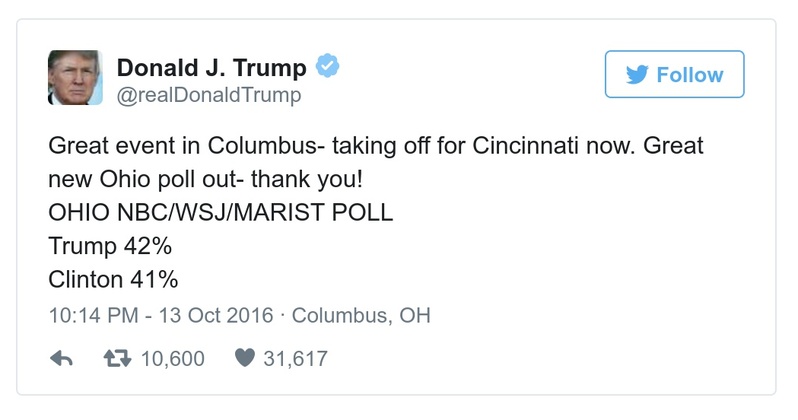 Donald J. Trump
Follow
@realDonaldTrump
Great event in Columbus- taking off for Cincinnati now. Great
new Ohio poll out- thank you!
OHIO NBC/WSJ/MARIST POLL
Trump 42%
Clinton 41%
10:14 PM - 13 Oct 2016 · Columbus, OH
10,600 31,617